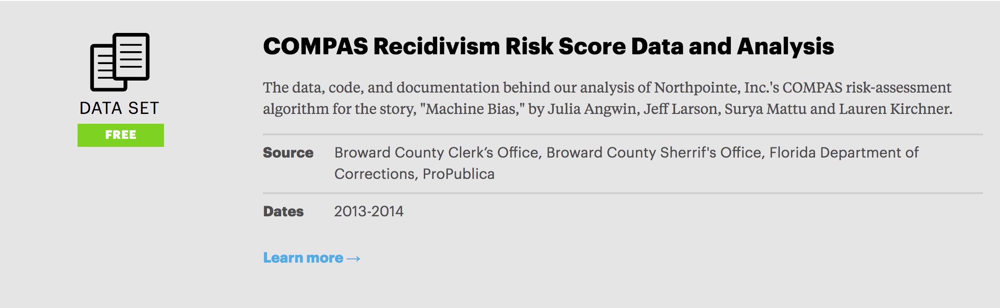 DATA SET
FREE
COMPAS Recidivism Risk Score Data and Analysis
The data, code, and documentation behind our analysis of Northpointe, Inc.'s COMPAS risk-assessment
algorithm for the story, "Machine Bias," by Julia Angwin, Jeff Larson, Surya Mattu and Lauren Kirchner.
Source Broward County Clerk’s Office, Broward County Sherrif's Office, Florida Department of
Corrections, ProPublica
Dates 2013-2014
Learn more →